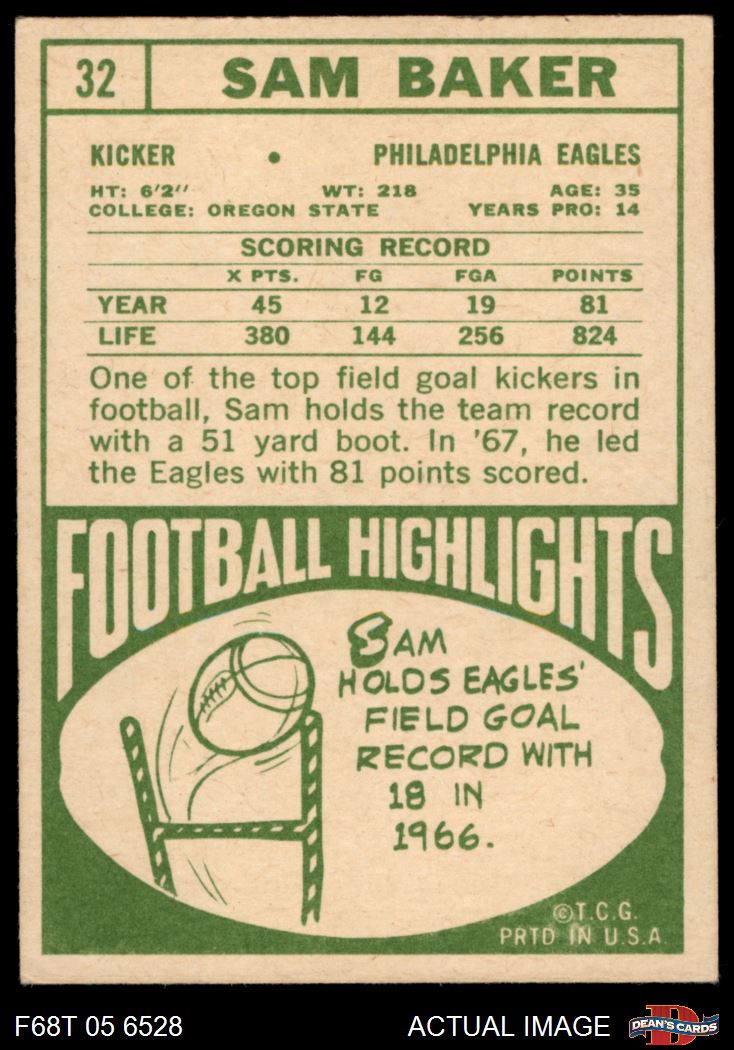 32 SAM BAKER
KICKER • PHILADELPHIA EAGLES
HT: 6'2" WT: 218 AGE: 35
COLLEGE: OREGON STATE YEARS PRO: 14
SCORING RECORD
X PTS. FG FGA POINTS
YEAR 45 12 19 81
LIFE 380 144 256 824
One of the top field goal kickers in
football, Sam holds the team record
with a 51 yard boot. In '67, he led
the Eagles with 81 points scored.
FOOTBALL HIGHLIGHTS
SAM
HOLDS EAGLES'
FIELD GOAL
RECORD WITH
18 IN
1966.
©T.C.G.
PRTD IN U.S.A
F68T 05 6528 ACTUAL IMAGE D DEAN'S CARDS